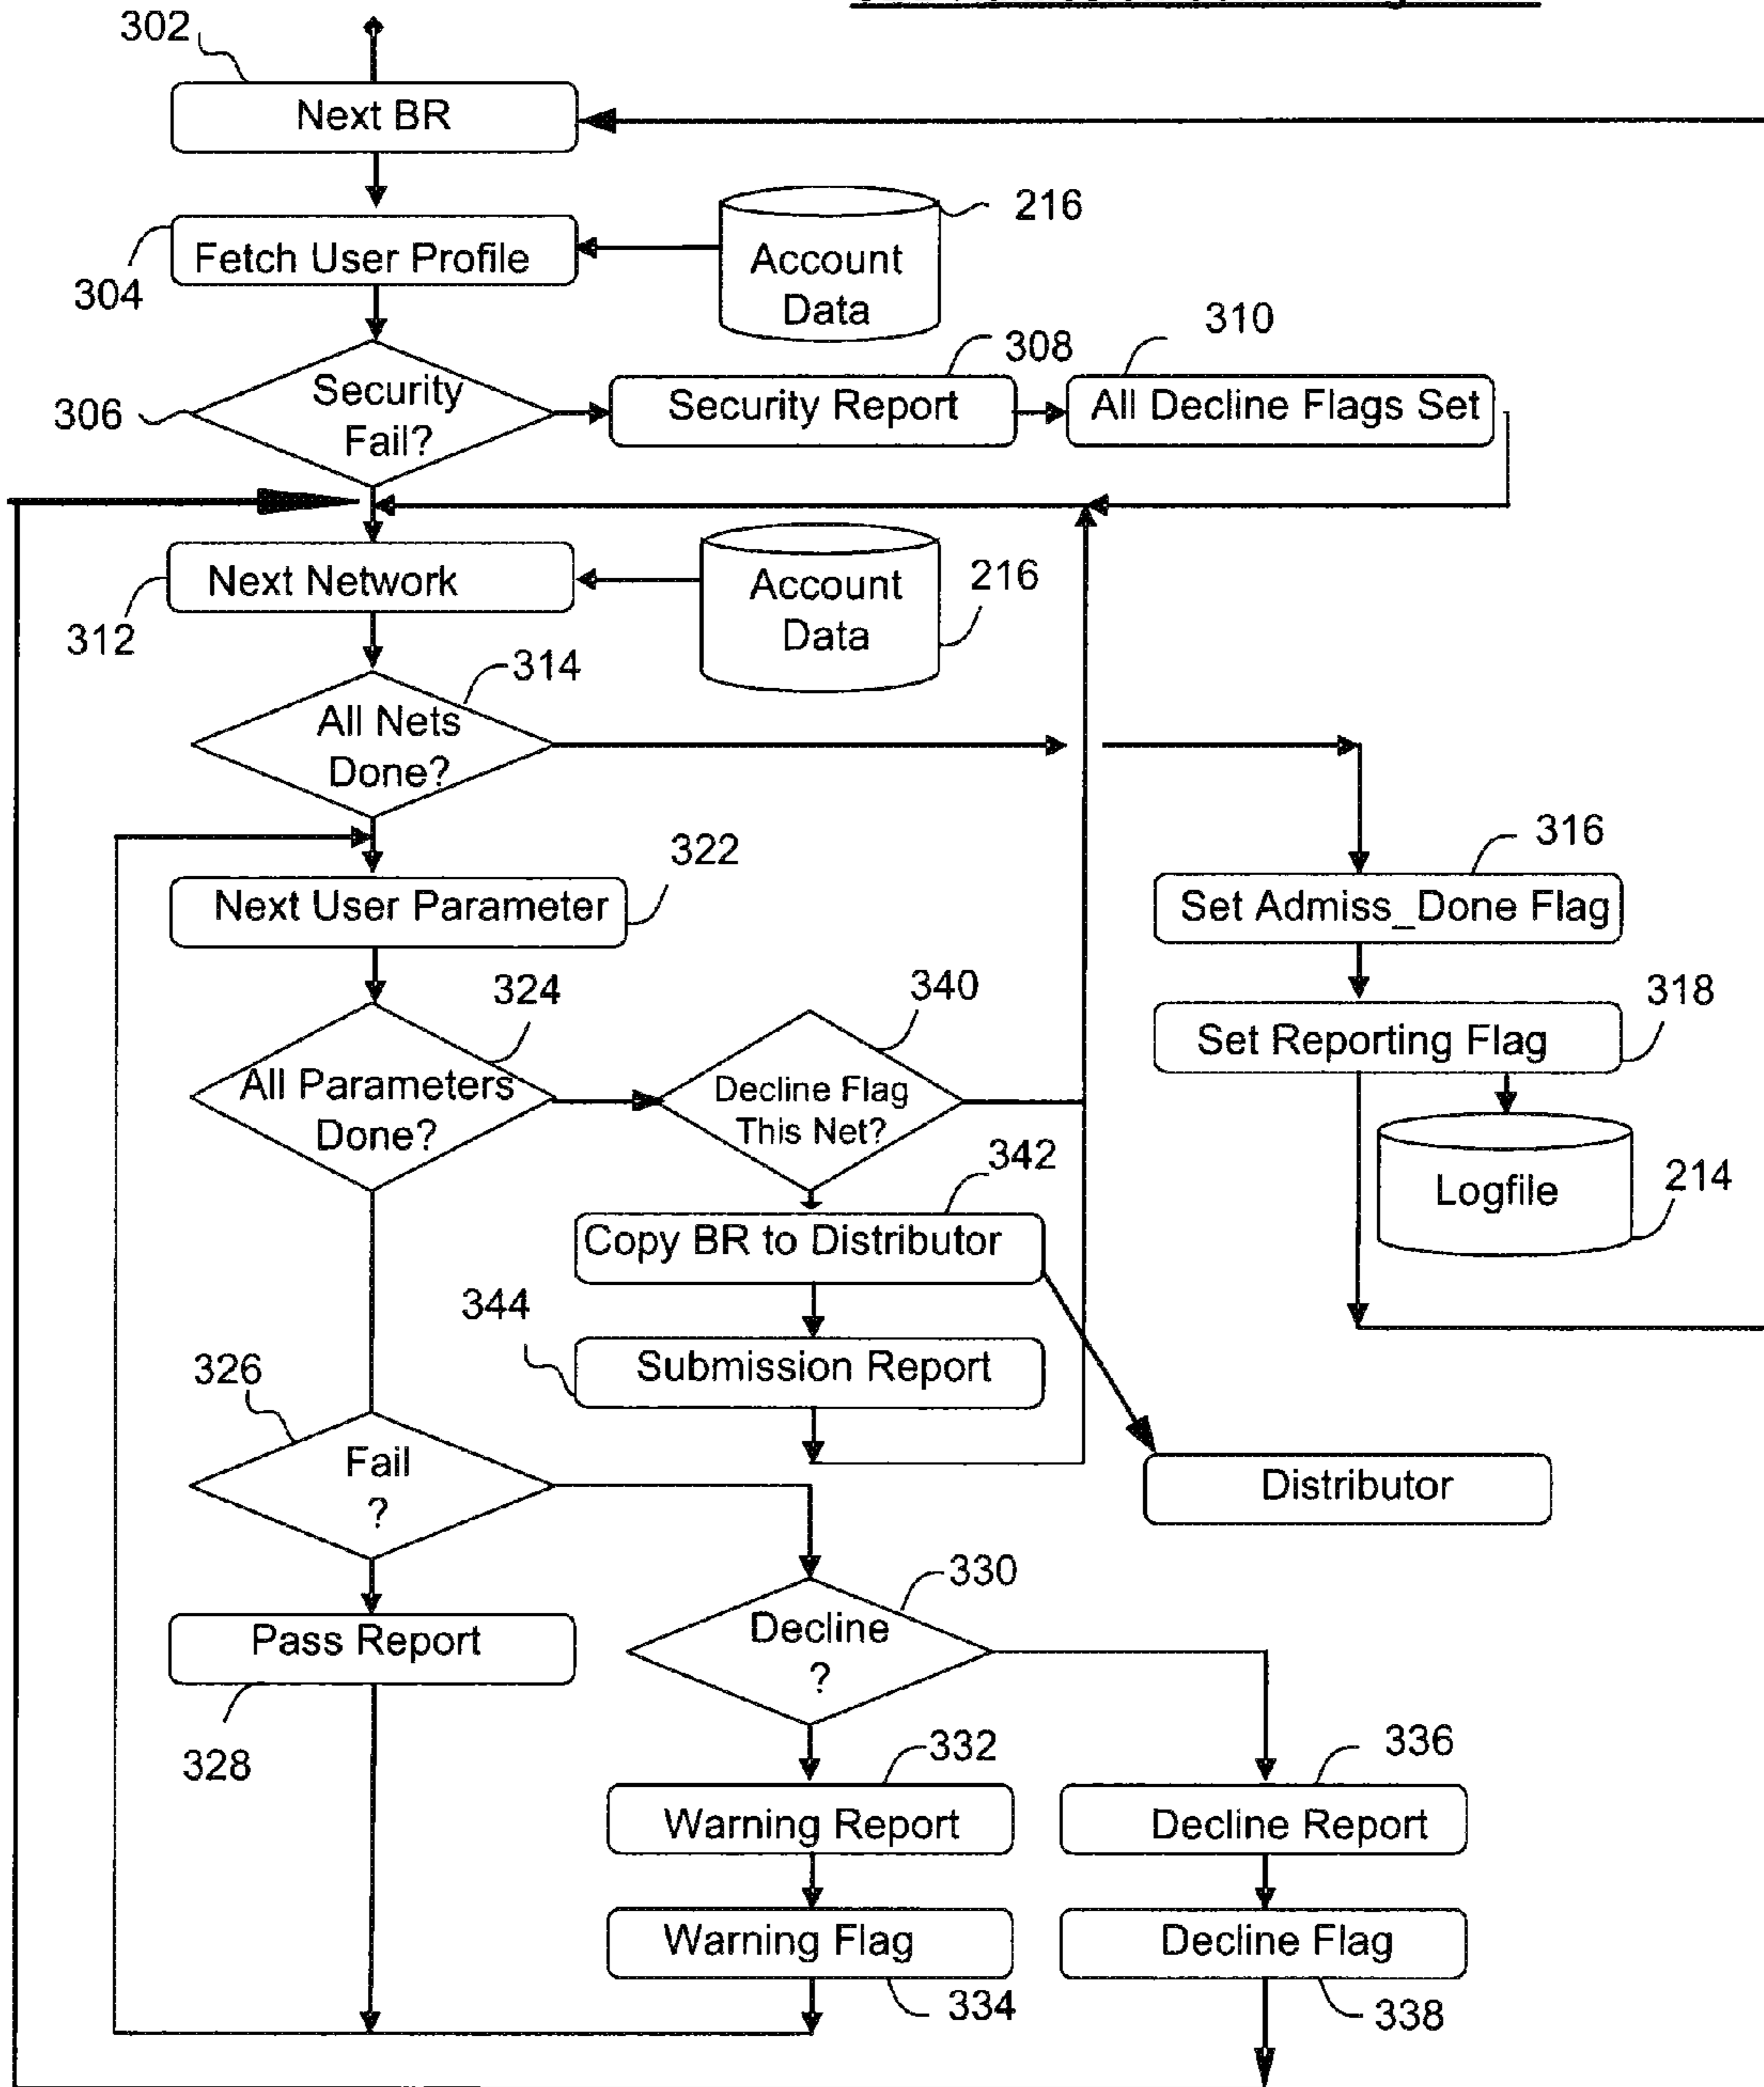 302
Next BR
Fetch User Profile
304
Account
Data
216
Security
Fail?
306
308
Security Report
310
All Decline Flags Set
Next Network
312
Account
Data
216
All Nets
Done?
314
316
Set Admiss_Done Flag
318
Set Reporting Flag
Logfile
214
Next User Parameter
322
All Parameters
Done?
324
340
Decline Flag
This Net?
342
Copy BR to Distributor
344
Submission Report
Distributor
326
Fail
?
Pass Report
328
330
Decline
?
332
Warning Report
Warning Flag
334
336
Decline Report
Decline Flag
338